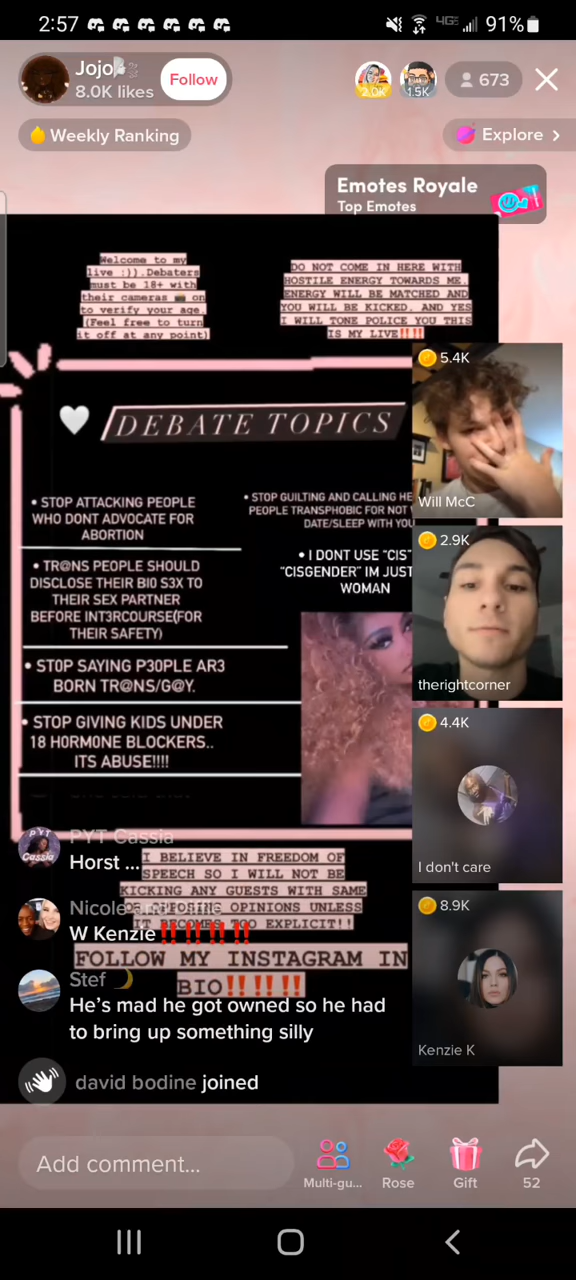 2:57
4GE
91%
Jojo
8.0K likes
Follow
2.0K
1.5K
673
Weekly Ranking
Explore >
Emotes Royale
Top Emotes
Welcome to my
live :)).Debaters
must be 18+ with
their cameras 📸 on
to verify your age.
(Feel free to turn
it off at any point)
DO NOT COME IN HERE WITH
HOSTILE ENERGY TOWARDS ME.
ENERGY WILL BE MATCHED AND
YOU WILL BE KICKED. AND YES
I WILL TONE POLICE YOU THIS
IS MY LIVE‼️‼️
🤍 DEBATE TOPICS
• STOP ATTACKING PEOPLE
WHO DONT ADVOCATE FOR
ABORTION
• TR@NS PEOPLE SHOULD
DISCLOSE THEIR BI0 S3X TO
THEIR SEX PARTNER
BEFORE INT3RCOURSE(FOR
THEIR SAFETY)
• ST0P SAYING P30PLE AR3
BORN TR@NS/G@Y.
• STOP GIVING KIDS UNDER
18 H0RM0NE BLOCKERS..
ITS ABUSE!!!!
• STOP GUILTING AND CALLING HE
PEOPLE TRANSPHOBIC FOR NOT
DATE/SLEEP WITH YOU
• I DONT USE "CIS"
"CISGENDER" IM JUST
WOMAN
5.4K
Will McC
2.9K
therightcorner
4.4K
I don't care
8.9K
Kenzie K
PYT Cassia
PYT Cassia
Horst ...
I BELIEVE IN FREEDOM OF
SPEECH SO I WILL NOT BE
KICKING ANY GUESTS WITH SAME
OR OPPOSING OPINIONS UNLESS
IT BECOMES TOO EXPLICIT!!
Nicole
W Kenzie‼️‼️‼️‼️
FOLLOW MY INSTAGRAM IN
BIO‼️‼️‼️
Stef 🌙
He's mad he got owned so he had
to bring up something silly
david bodine joined
Add comment...
Multi-gu...
Rose
Gift
52